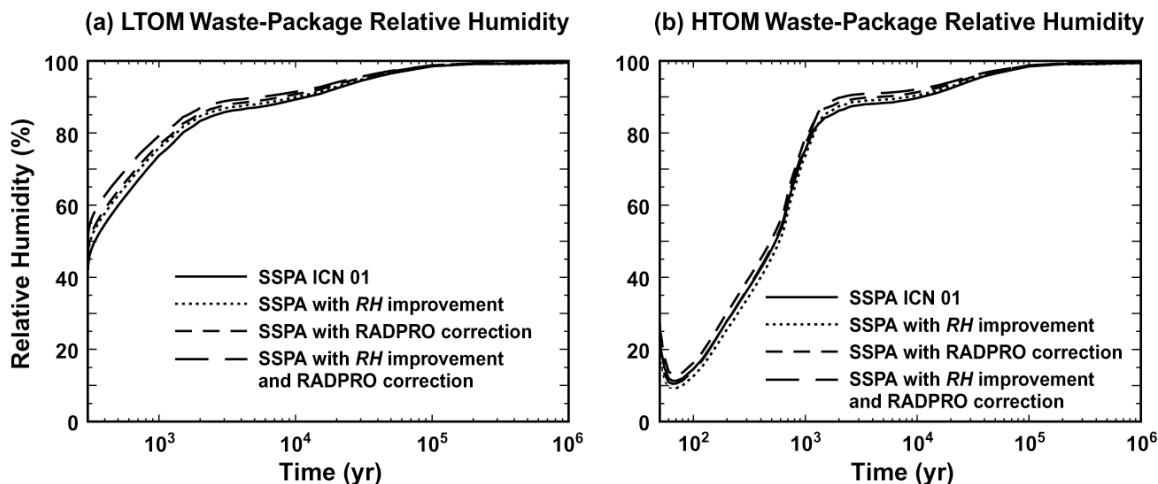 (a) LTOM Waste-Package Relative Humidity
100
80
60
40
20
0
Relative Humidity (%)
SSPA ICN 01
SSPA with RH improvement
SSPA with RADPRO correction
SSPA with RH improvement
and RADPRO correction
10³
10⁴
10⁵
10⁶
Time (yr)
(b) HTOM Waste-Package Relative Humidity
100
80
60
40
20
0
SSPA ICN 01
SSPA with RH improvement
SSPA with RADPRO correction
SSPA with RH improvement
and RADPRO correction
10²
10³
10⁴
10⁵
10⁶
Time (yr)